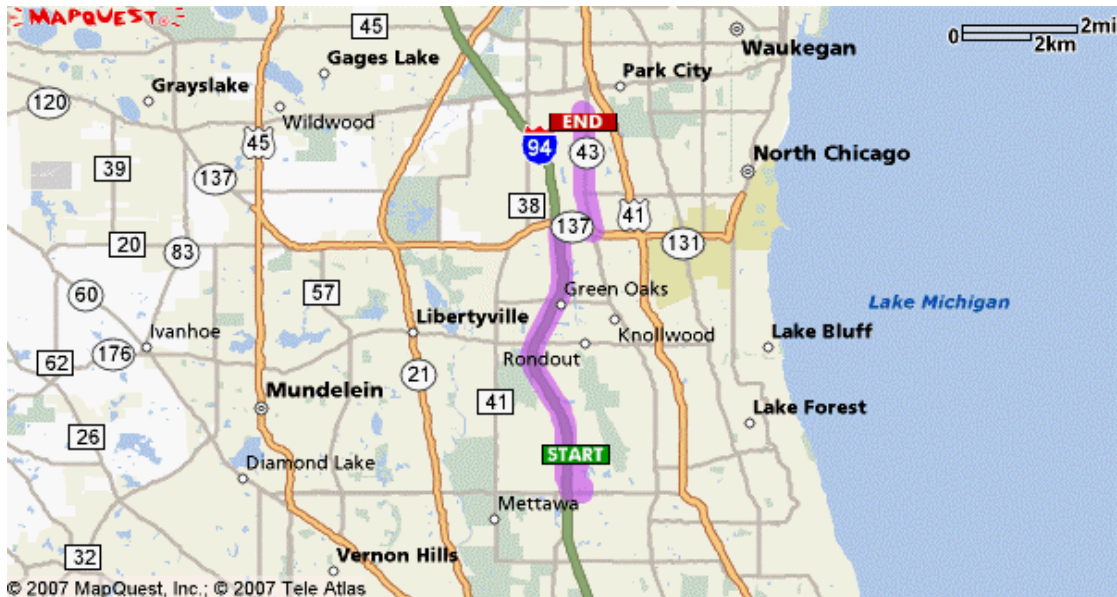 MAPQUEST®
45
Waukegan
0 2mi
2km
Gages Lake
Park City
Grayslake
120
Wildwood
END
45
94
43
North Chicago
39
137
38
41
137
131
20
83
57
Green Oaks
60
Lake Michigan
Libertyville
Knollwood
Lake Bluff
Ivanhoe
176
Rondout
62
21
Mundelein
41
Lake Forest
26
START
Diamond Lake
Mettawa
32
Vernon Hills
© 2007 MapQuest, Inc.; © 2007 Tele Atlas